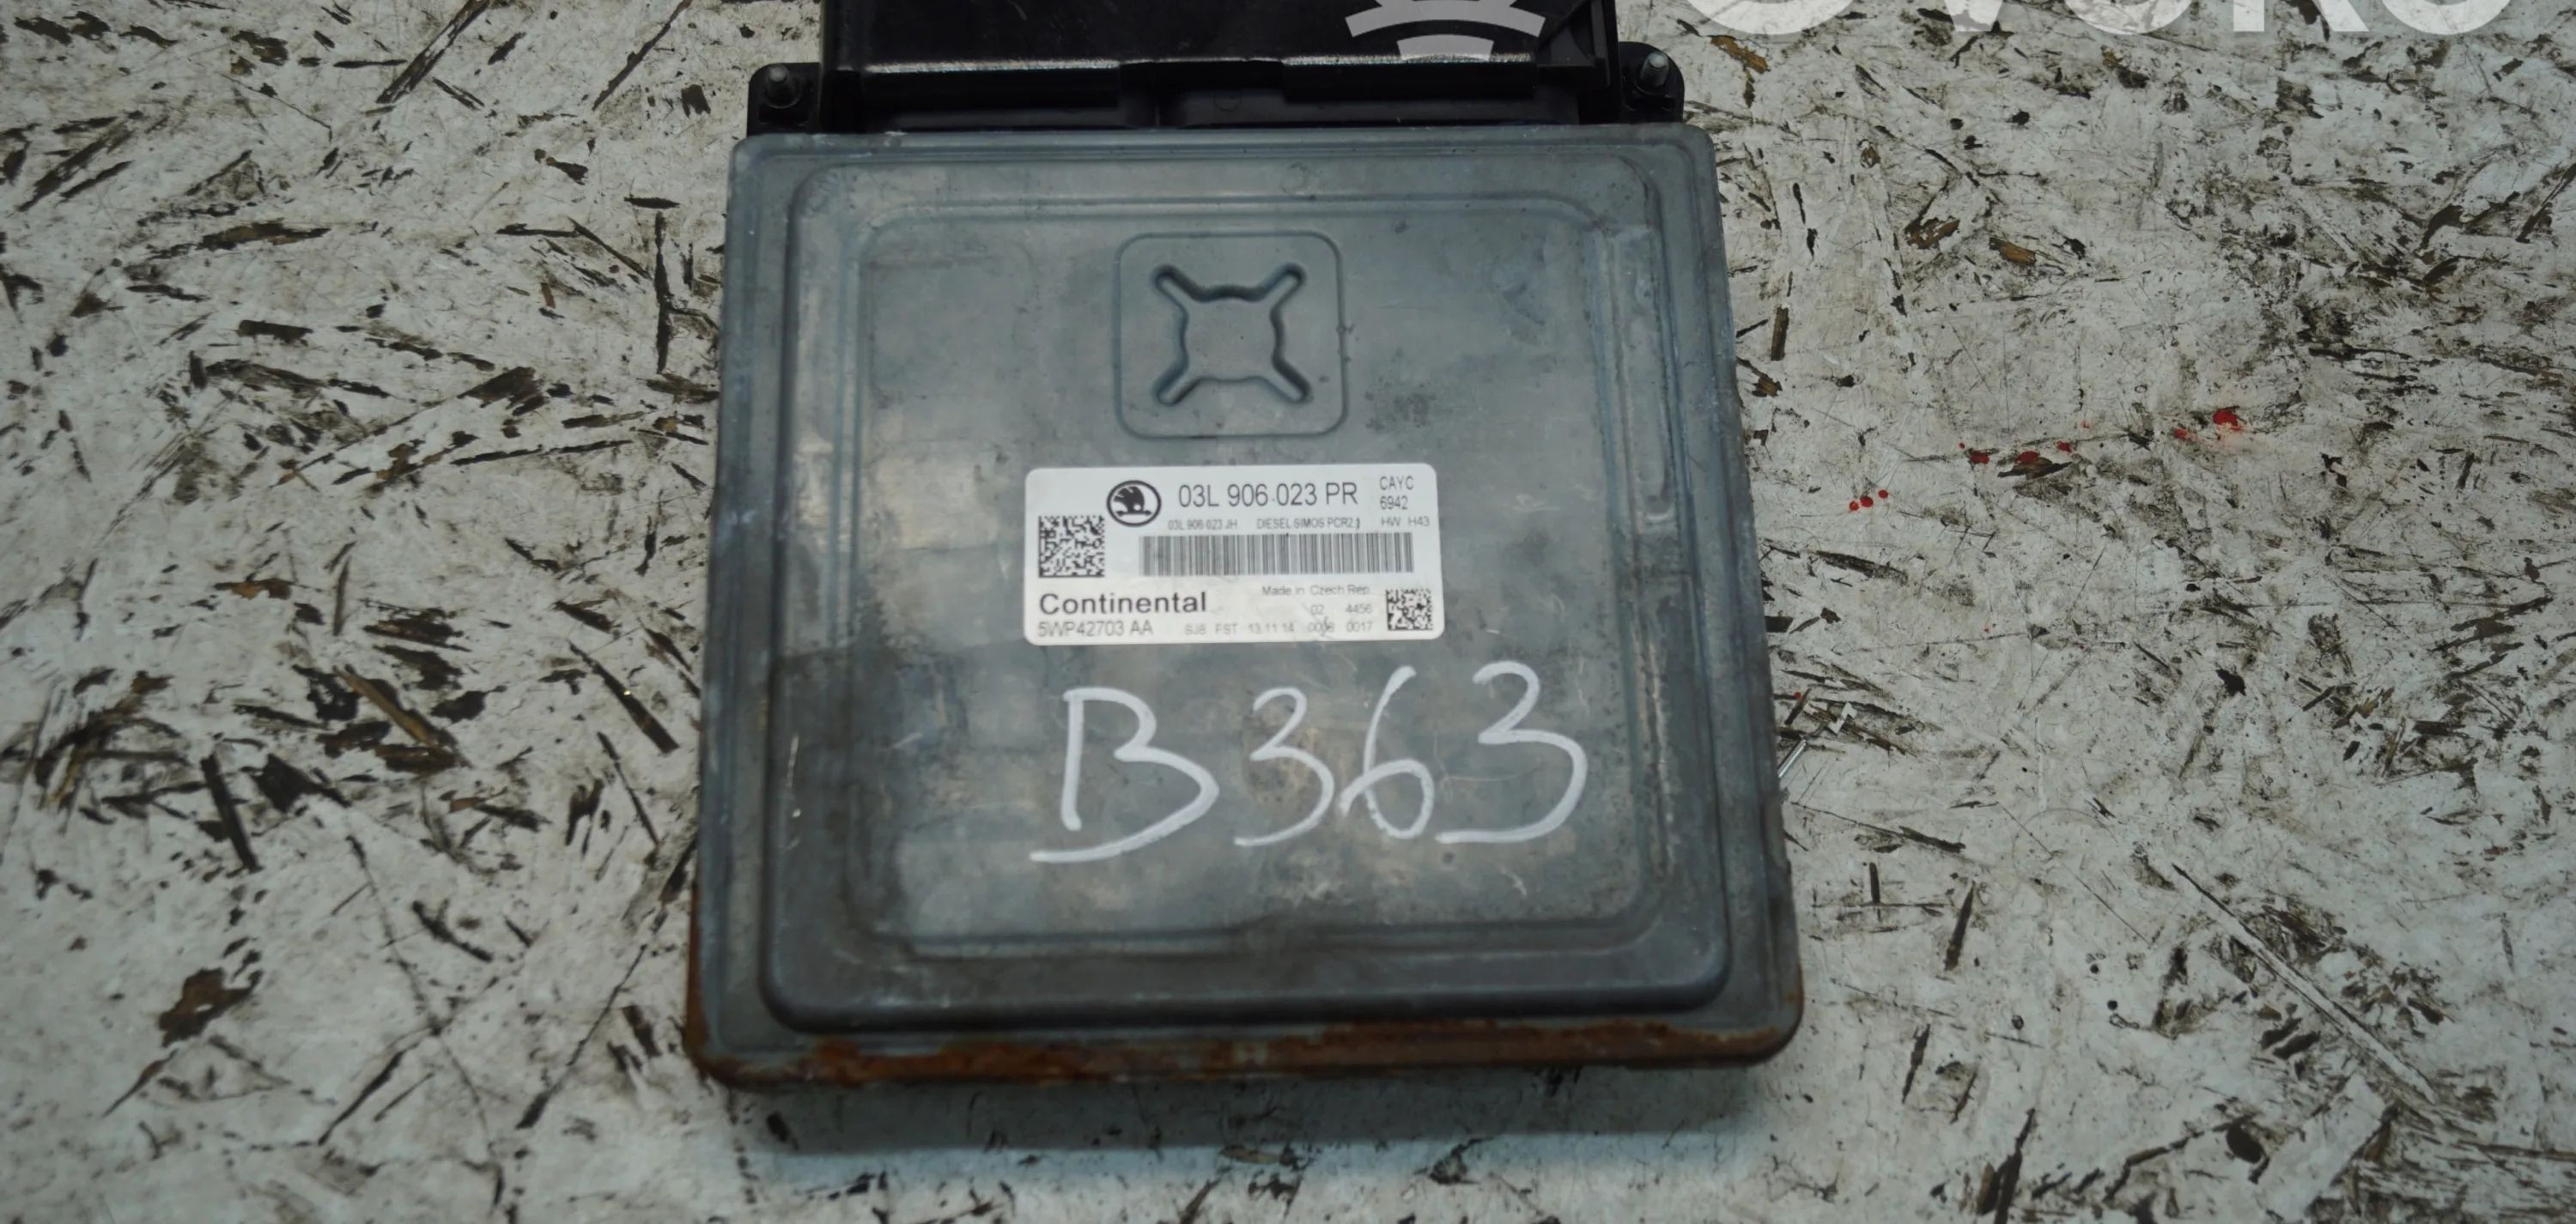 03L 906 023 PR
CAYC
6942
03L 906 023 JH DIESEL SIMOS PCR2.1 HW H43
Made in Czech Rep.
Continental
02 4456
5WP42703 AA SJ8 FST 13.11.14 0017
B363